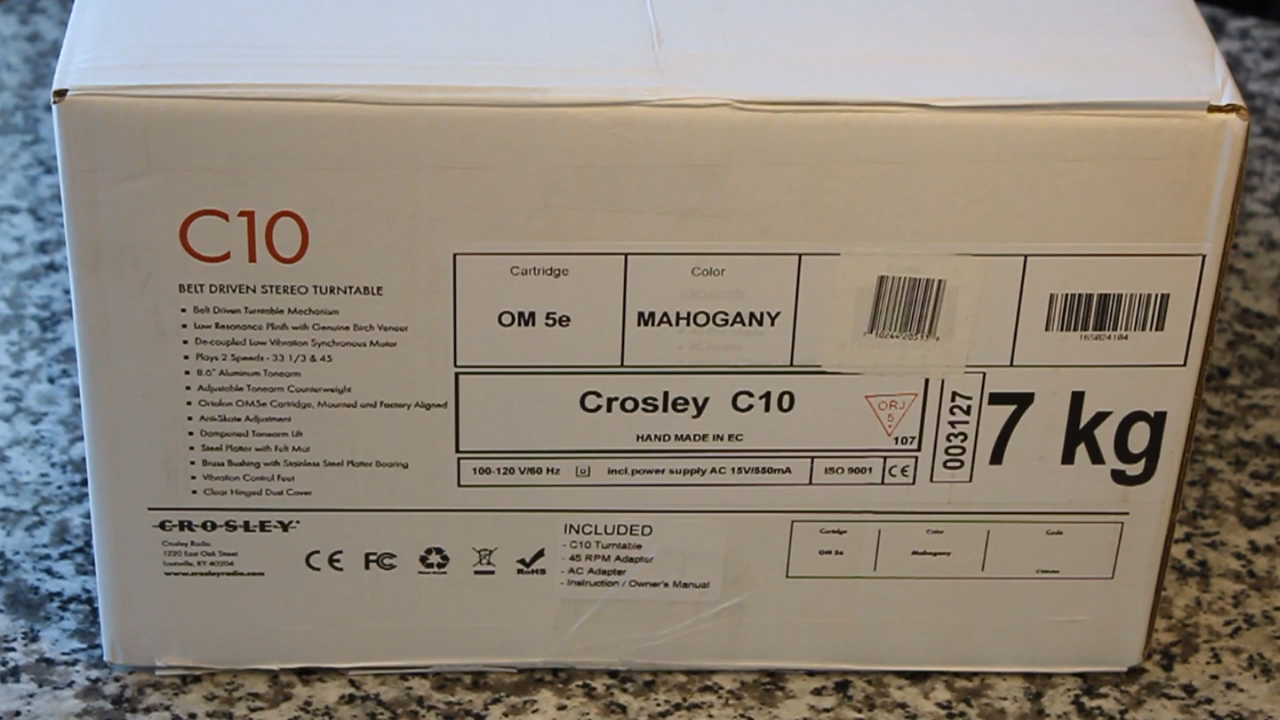 C10
BELT DRIVEN STEREO TURNTABLE
▪ Belt Driven Turntable Mechanism
▪ Low Resonance Plinth with Genuine Birch Veneer
▪ De-coupled Low Vibration Synchronous Motor
▪ Plays 2 Speeds - 33 1/3 & 45
▪ 8.6" Aluminum Tonearm
▪ Adjustable Tonearm Counterweight
▪ Ortofon OM5e Cartridge, Mounted and Factory Aligned
▪ Anti-Skate Adjustment
▪ Dampened Tonearm Lift
▪ Steel Platter with Felt Mat
▪ Brass Bushing with Stainless Steel Platter Bearing
▪ Vibration Control Feet
▪ Clear Hinged Dust Cover
Cartridge
OM 5e
Color
MAHOGANY
165024104
Crosley C10
HAND MADE IN EC
ORJ
5
107
003127
7 kg
100-120 V/60 Hz
incl.power supply AC 15V/550mA
ISO 9001
CE
CROSLEY
Crosley Radio
1220 East Oak Street
Louisville, KY 40204
www.crosleyradio.com
CE FC
RoHS
INCLUDED
- C10 Turntable
- 45 RPM Adaptor
- AC Adapter
- Instruction / Owner's Manual
Cartridge
OM 5e
Color
Mahogany
Code